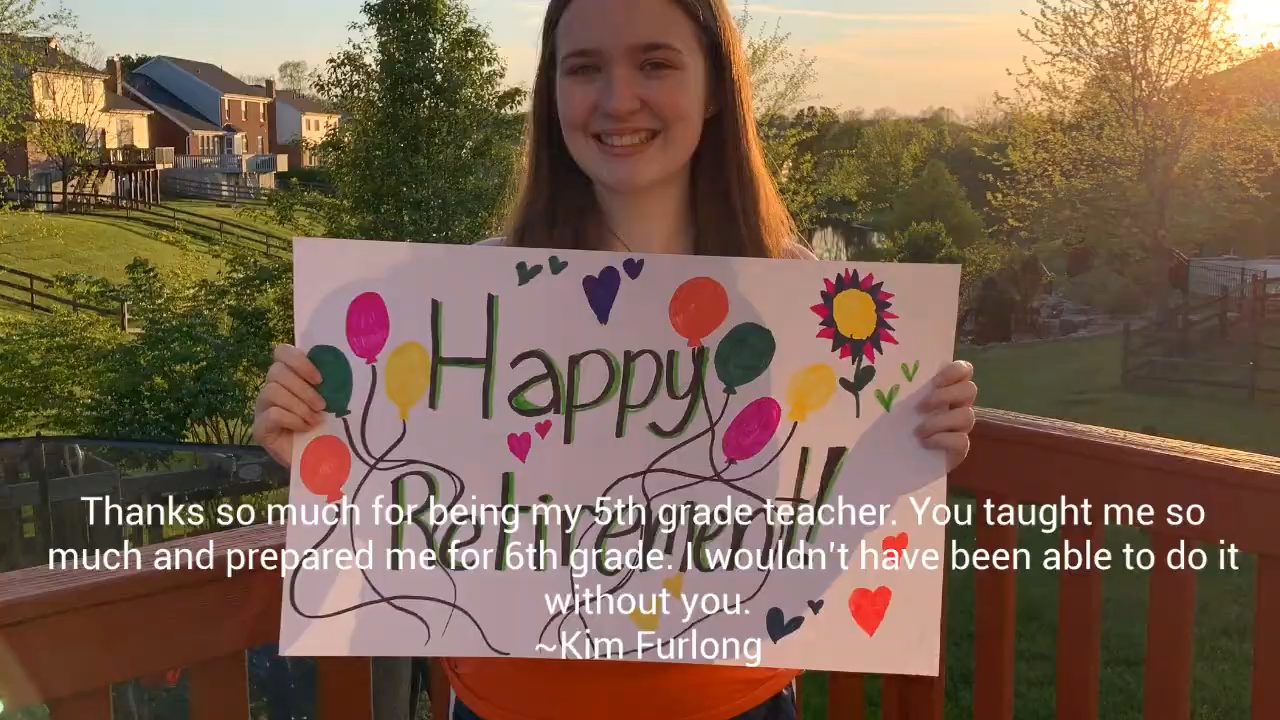 Happy
Retirement!
Thanks so much for being my 5th grade teacher. You taught me so
much and prepared me for 6th grade. I wouldn't have been able to do it
without you.
~Kim Furlong